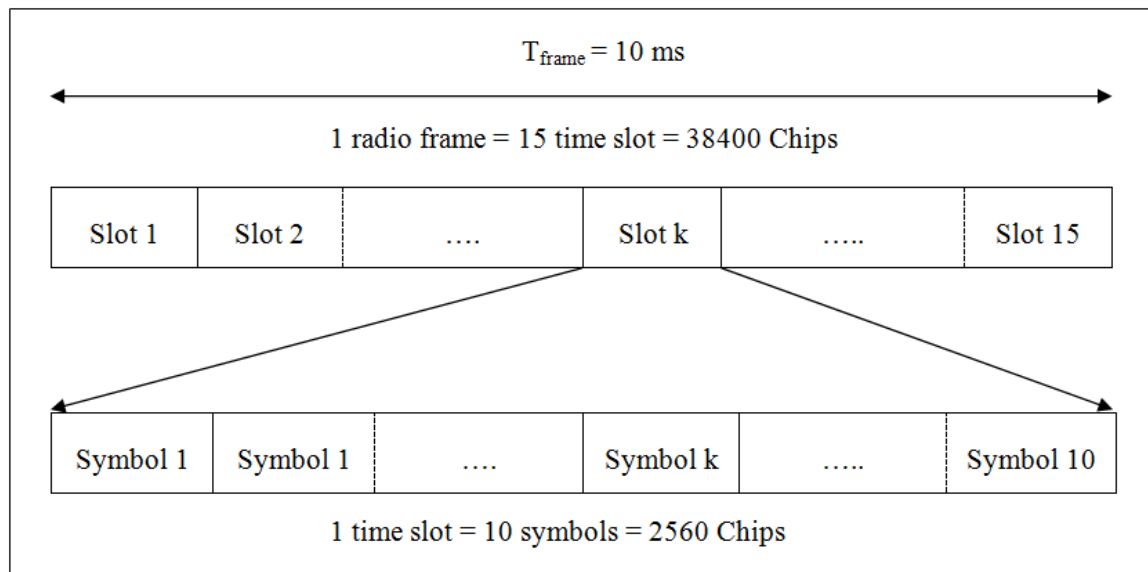 T_frame = 10 ms
1 radio frame = 15 time slot = 38400 Chips
Slot 1 Slot 2 …. Slot k ….. Slot 15
Symbol 1 Symbol 1 …. Symbol k ….. Symbol 10
1 time slot = 10 symbols = 2560 Chips